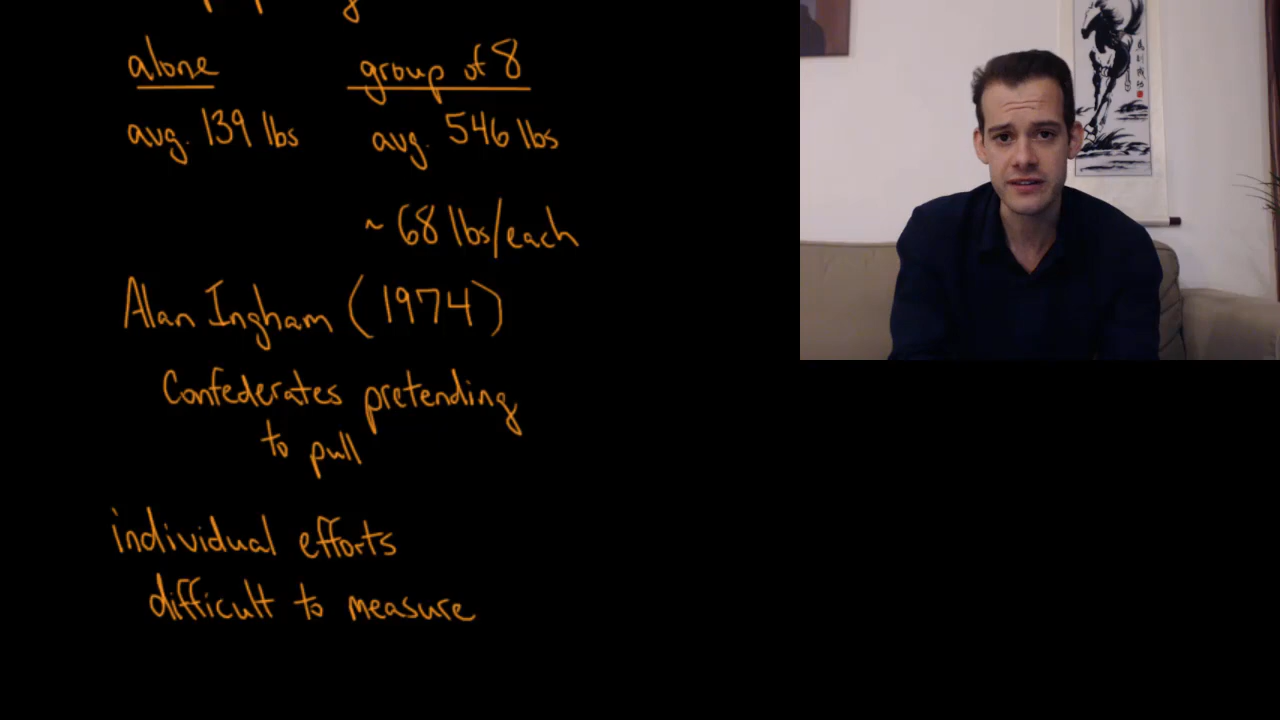 alone
group of 8
avg. 139 lbs
avg. 546 lbs
~ 68 lbs/each
Alan Ingham (1974)
Confederates pretending
to pull
individual efforts
difficult to measure